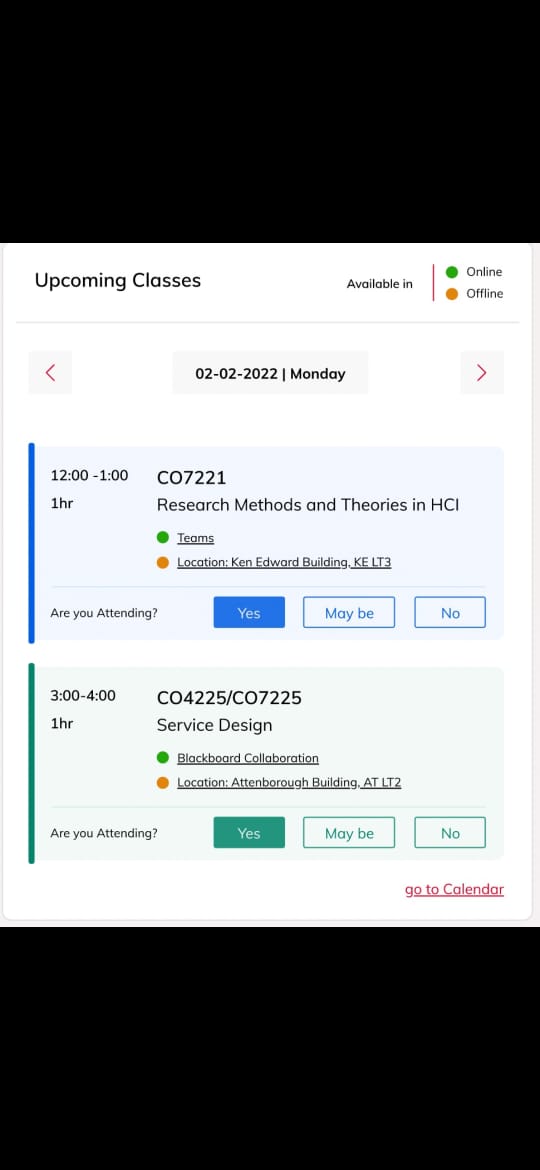 Upcoming Classes
Available in
Online
Offline
02-02-2022 | Monday
12:00 -1:00
CO7221
1hr
Research Methods and Theories in HCI
Teams
Location: Ken Edward Building, KE LT3
Are you Attending?
Yes
May be
No
3:00-4:00
CO4225/CO7225
1hr
Service Design
Blackboard Collaboration
Location: Attenborough Building, AT LT2
Are you Attending?
Yes
May be
No
go to Calendar